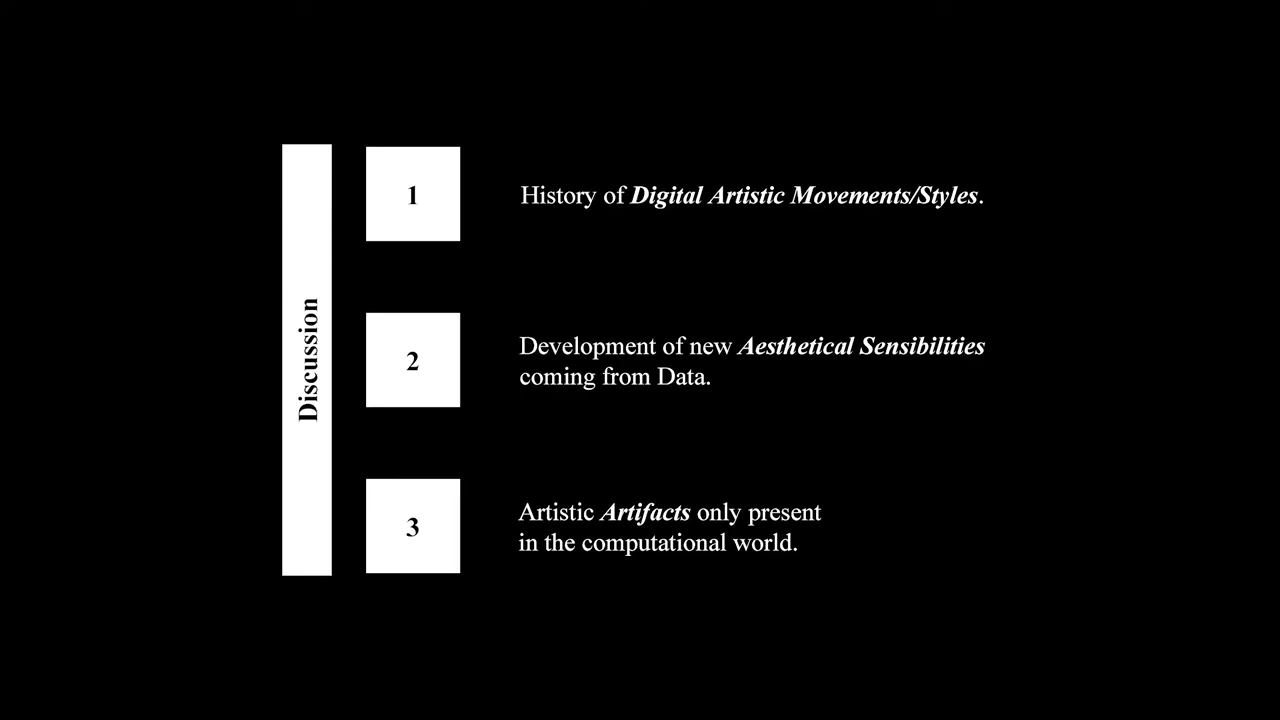 Discussion
1
History of Digital Artistic Movements/Styles.
2
Development of new Aesthetical Sensibilities
coming from Data.
3
Artistic Artifacts only present
in the computational world.